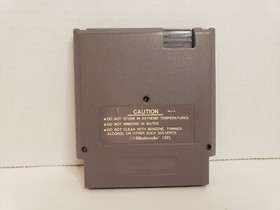 CAUTION
•DO NOT STORE IN EXTREME TEMPERATURES.
•DO NOT IMMERSE IN WATER.
•DO NOT CLEAN WITH BENZENE, THINNER,
ALCOHOL OR OTHER SUCH SOLVENTS.
©Nintendo 1985